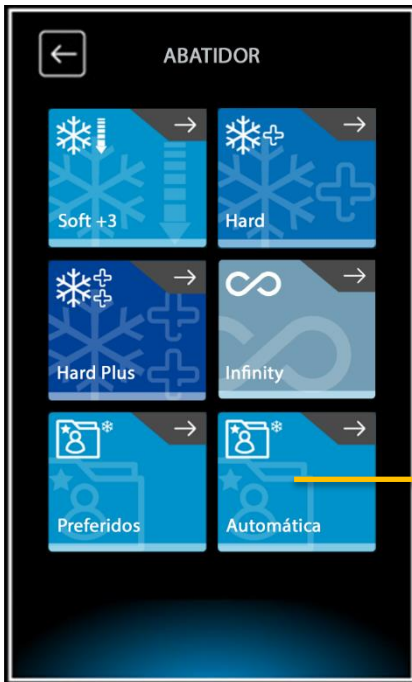 ABATIDOR
Soft +3
Hard
Hard Plus
Infinity
Preferidos
Automática